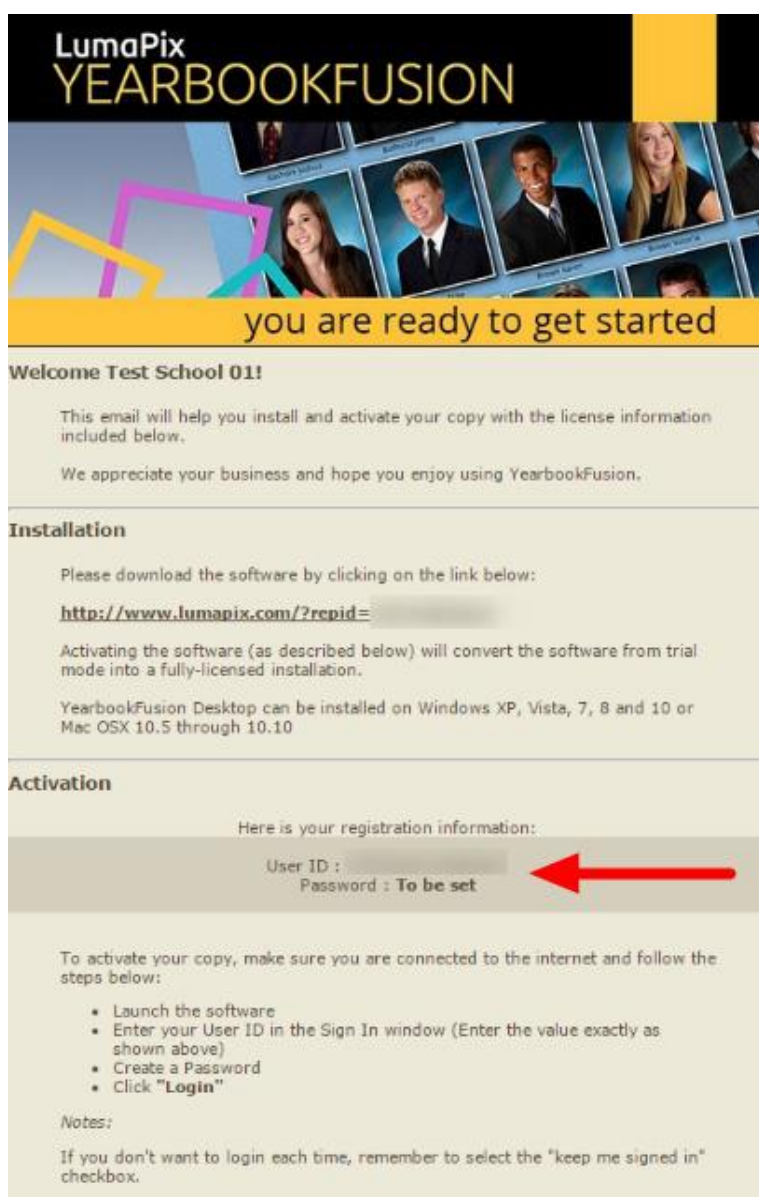 LumaPix
YEARBOOKFUSION
you are ready to get started
Welcome Test School 01!
This email will help you install and activate your copy with the license information
included below.
We appreciate your business and hope you enjoy using YearbookFusion.
Installation
Please download the software by clicking on the link below:
http://www.lumapix.com/?repid=
Activating the software (as described below) will convert the software from trial
mode into a fully-licensed installation.
YearbookFusion Desktop can be installed on Windows XP, Vista, 7, 8 and 10 or
Mac OSX 10.5 through 10.10
Activation
Here is your registration information:
User ID :
Password : To be set
To activate your copy, make sure you are connected to the internet and follow the
steps below:
• Launch the software
• Enter your User ID in the Sign In window (Enter the value exactly as
shown above)
• Create a Password
• Click "Login"
Notes:
If you don't want to login each time, remember to select the "keep me signed in"
checkbox.